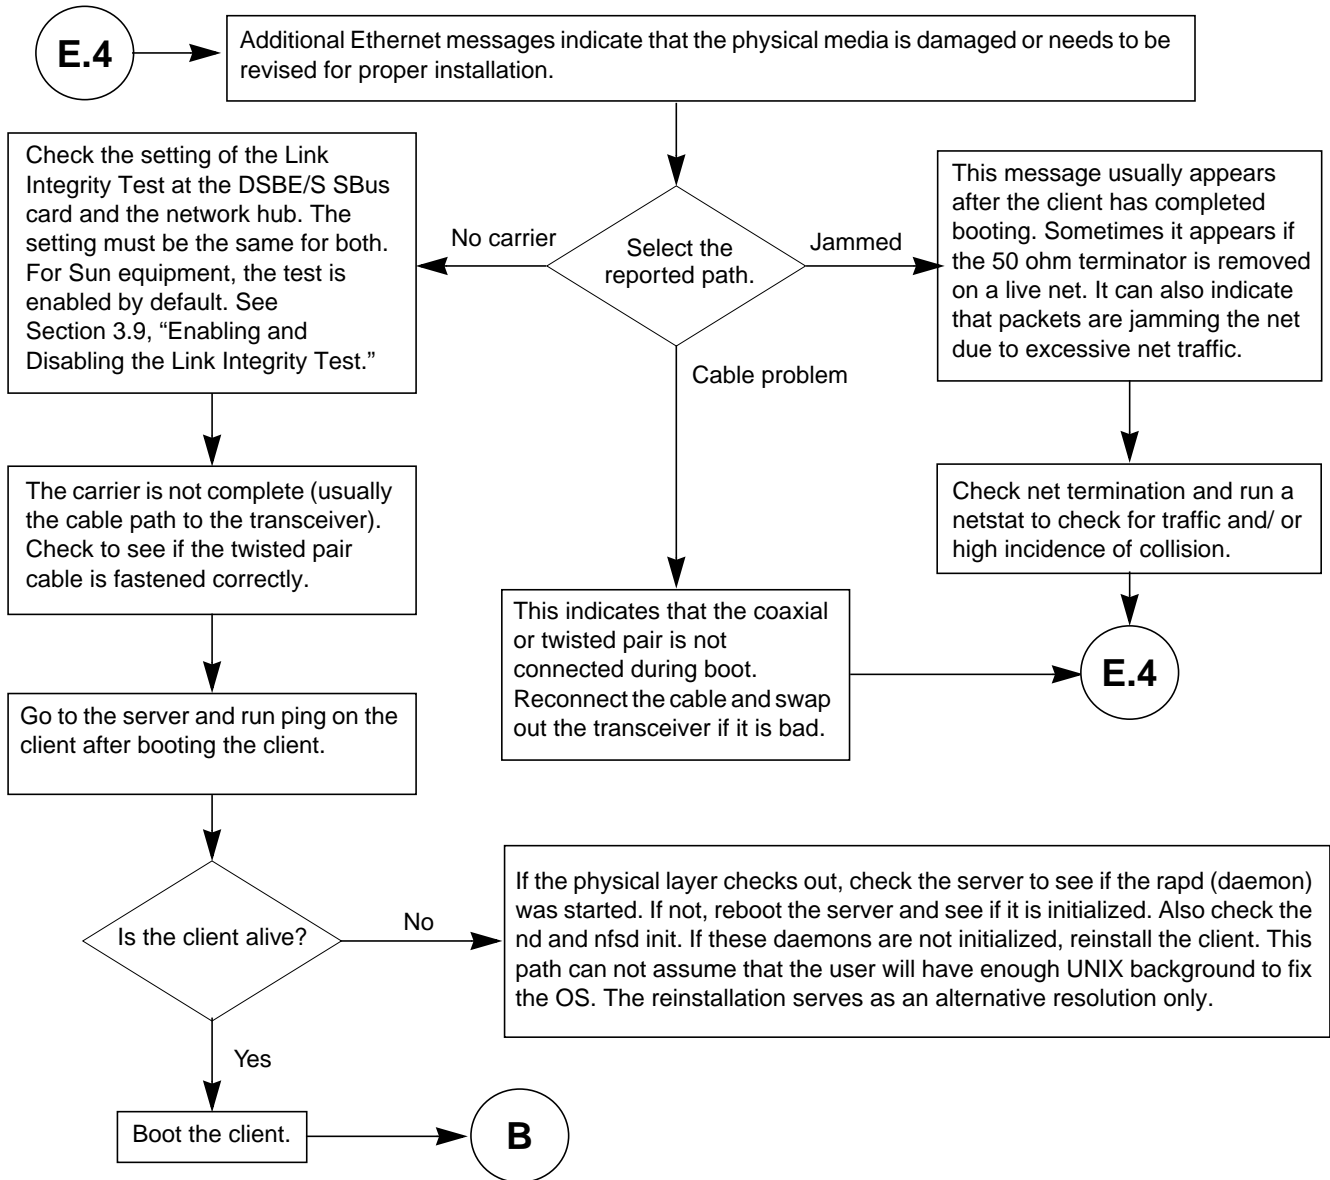 E.4
Additional Ethernet messages indicate that the physical media is damaged or needs to be
revised for proper installation.
Check the setting of the Link
Integrity Test at the DSBE/S SBus
card and the network hub. The
setting must be the same for both.
For Sun equipment, the test is
enabled by default. See
Section 3.9, “Enabling and
Disabling the Link Integrity Test.”
No carrier
Select the
reported path.
Jammed
This message usually appears
after the client has completed
booting. Sometimes it appears if
the 50 ohm terminator is removed
on a live net. It can also indicate
that packets are jamming the net
due to excessive net traffic.
Cable problem
The carrier is not complete (usually
the cable path to the transceiver).
Check to see if the twisted pair
cable is fastened correctly.
Check net termination and run a
netstat to check for traffic and/ or
high incidence of collision.
This indicates that the coaxial
or twisted pair is not
connected during boot.
Reconnect the cable and swap
out the transceiver if it is bad.
E.4
Go to the server and run ping on the
client after booting the client.
Is the client alive?
No
If the physical layer checks out, check the server to see if the rapd (daemon)
was started. If not, reboot the server and see if it is initialized. Also check the
nd and nfsd init. If these daemons are not initialized, reinstall the client. This
path can not assume that the user will have enough UNIX background to fix
the OS. The reinstallation serves as an alternative resolution only.
Yes
Boot the client.
B